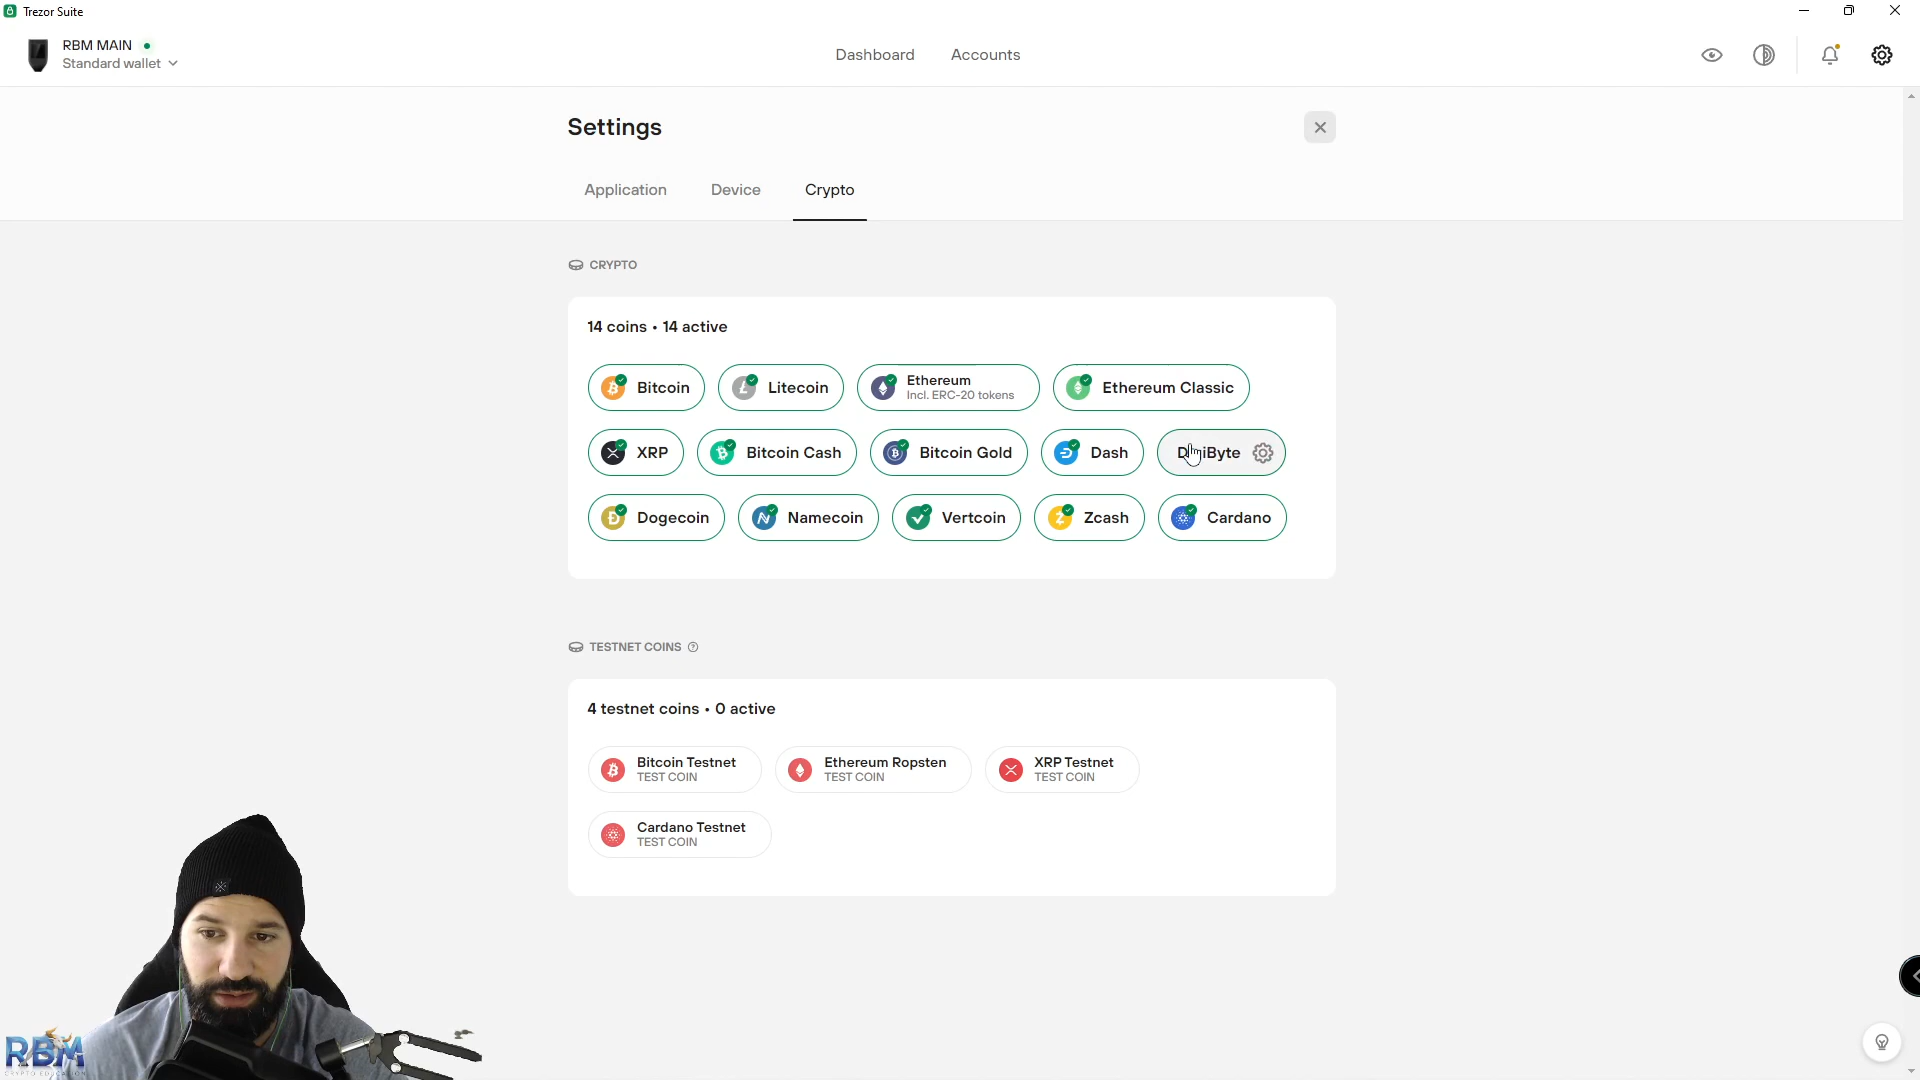 Trezor Suite
RBM MAIN
Standard wallet
Dashboard
Accounts
Settings
Application
Device
Crypto
CRYPTO
14 coins • 14 active
Bitcoin
Litecoin
Ethereum
Incl. ERC-20 tokens
Ethereum Classic
XRP
Bitcoin Cash
Bitcoin Gold
Dash
DigiByte
Dogecoin
Namecoin
Vertcoin
Zcash
Cardano
TESTNET COINS
4 testnet coins • 0 active
Bitcoin Testnet
TEST COIN
Ethereum Ropsten
TEST COIN
XRP Testnet
TEST COIN
Cardano Testnet
TEST COIN
RBM
CRYPTO EDUCATION